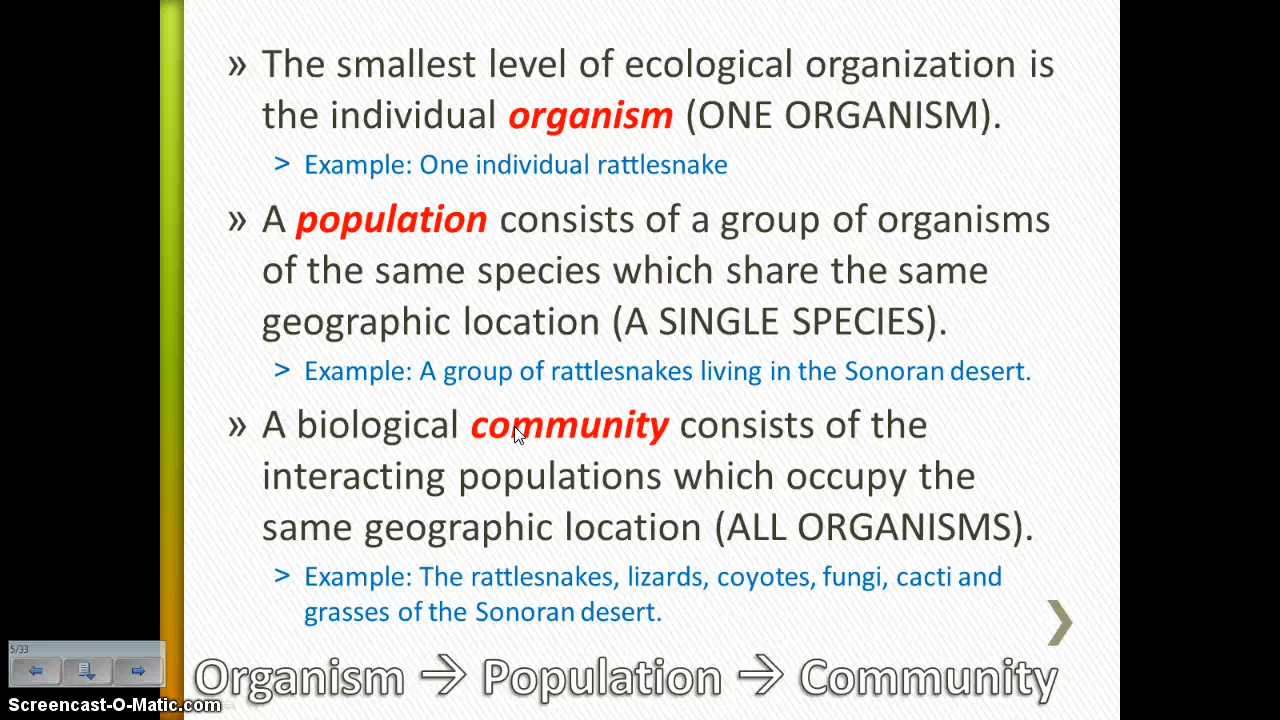 » The smallest level of ecological organization is
the individual organism (ONE ORGANISM).
> Example: One individual rattlesnake
» A population consists of a group of organisms
of the same species which share the same
geographic location (A SINGLE SPECIES).
> Example: A group of rattlesnakes living in the Sonoran desert.
» A biological community consists of the
interacting populations which occupy the
same geographic location (ALL ORGANISMS).
> Example: The rattlesnakes, lizards, coyotes, fungi, cacti and
grasses of the Sonoran desert.
5/33
Organism → Population → Community
Screencast-O-Matic.com